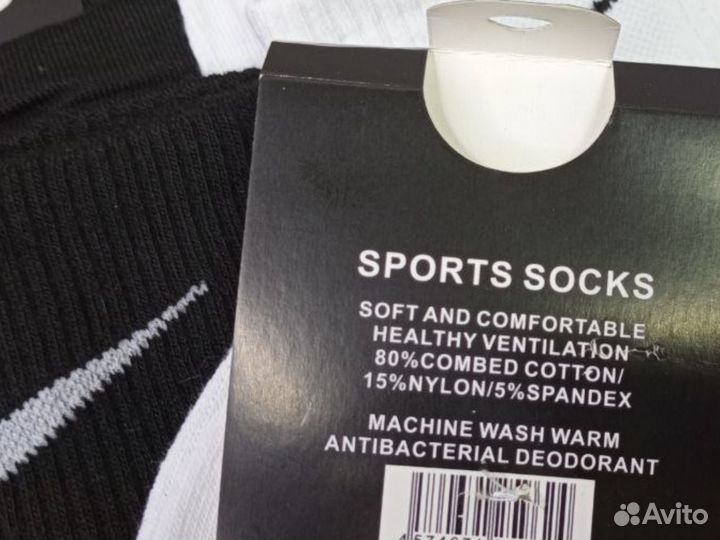 SPORTS SOCKS
SOFT AND COMFORTABLE
HEALTHY VENTILATION
80%COMBED COTTON/
15%NYLON/5%SPANDEX
MACHINE WASH WARM
ANTIBACTERIAL DEODORANT
Avito